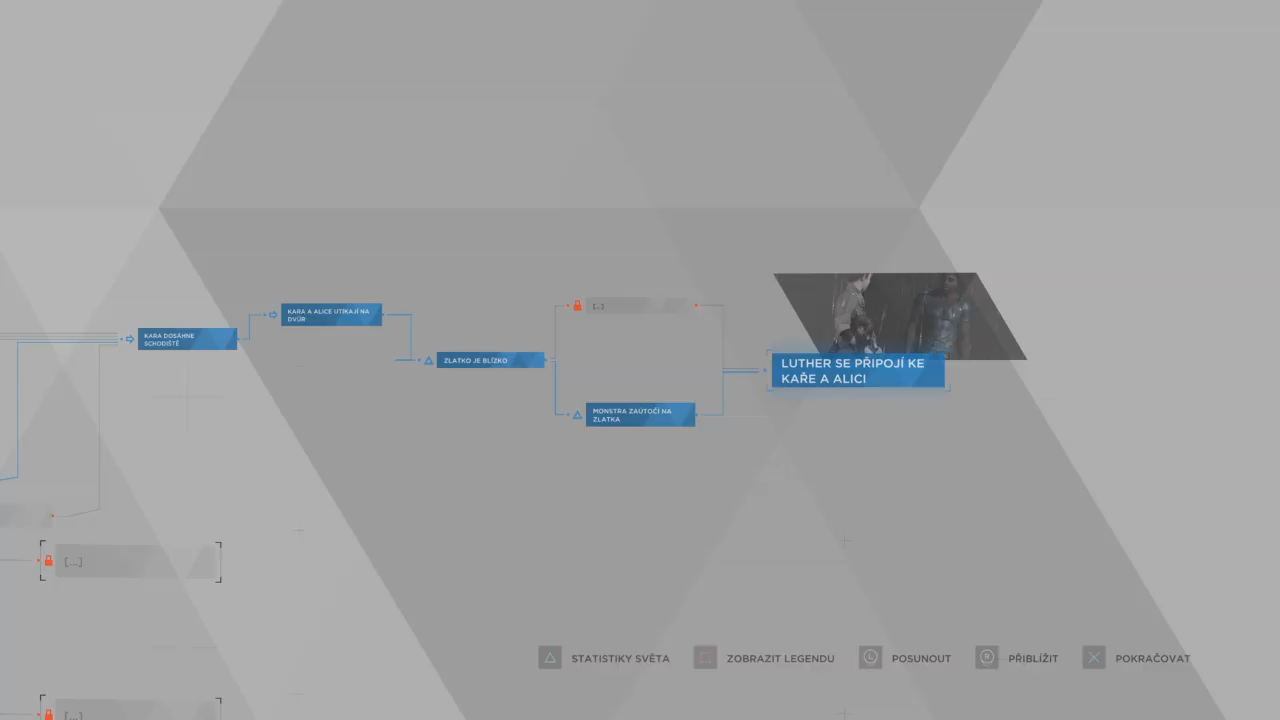 KARA DOSÁHNE
SCHODIŠTĚ
KARA A ALICE UTÍKAJÍ NA
DVŮR
ZLATKO JE BLÍZKO
[...]
MONSTRA ZAÚTOČÍ NA
ZLATKA
LUTHER SE PŘIPOJÍ KE
KAŘE A ALICI
[...]
[...]
STATISTIKY SVĚTA
ZOBRAZIT LEGENDU
L
POSUNOUT
R
PŘIBLÍŽIT
POKRAČOVAT